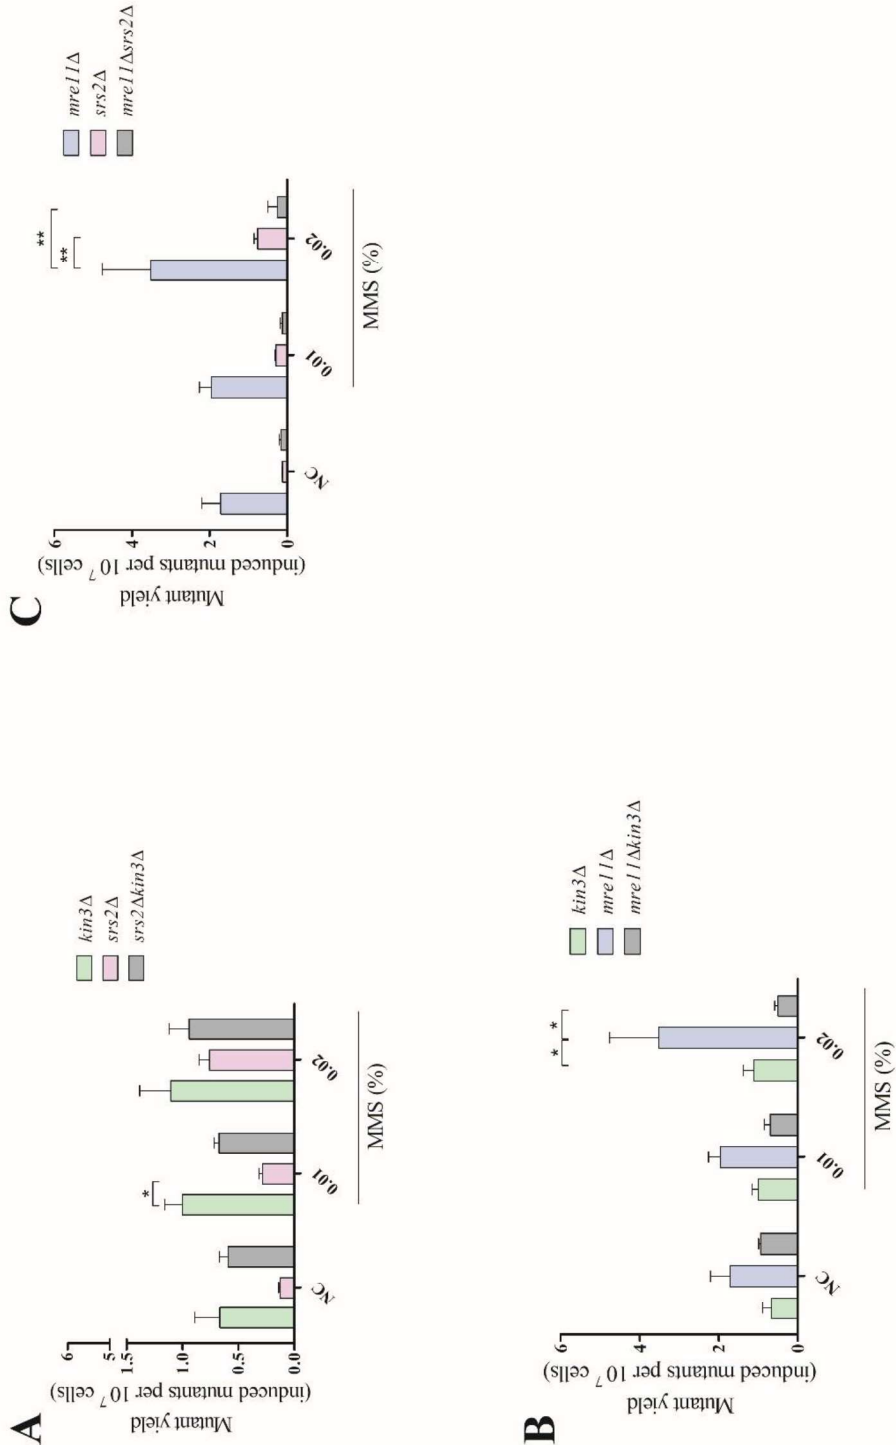 A
Mutant yield
(induced mutants per 10⁷ cells)
6
5
1.5
1.0
0.5
0.0
*
NC
0.01
0.02
MMS (%)
kin3Δ
srs2Δ
srs2Δkin3Δ
B
Mutant yield
(induced mutants per 10⁷ cells)
6
4
2
0
* *
NC
0.01
0.02
MMS (%)
kin3Δ
mre11Δ
mre11Δkin3Δ
C
Mutant yield
(induced mutants per 10⁷ cells)
6
4
2
0
**
**
NC
0.01
0.02
MMS (%)
mre11Δ
srs2Δ
mre11Δsrs2Δ